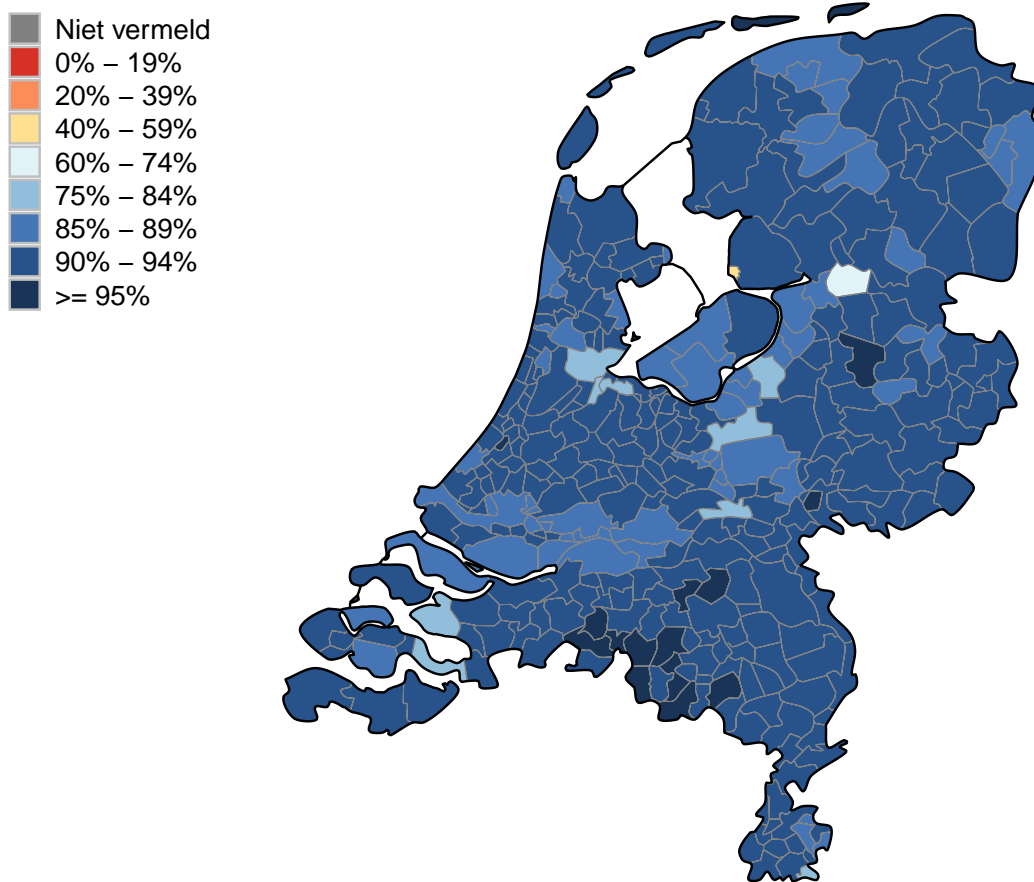 Niet vermeld
0% – 19%
20% – 39%
40% – 59%
60% – 74%
75% – 84%
85% – 89%
90% – 94%
>= 95%